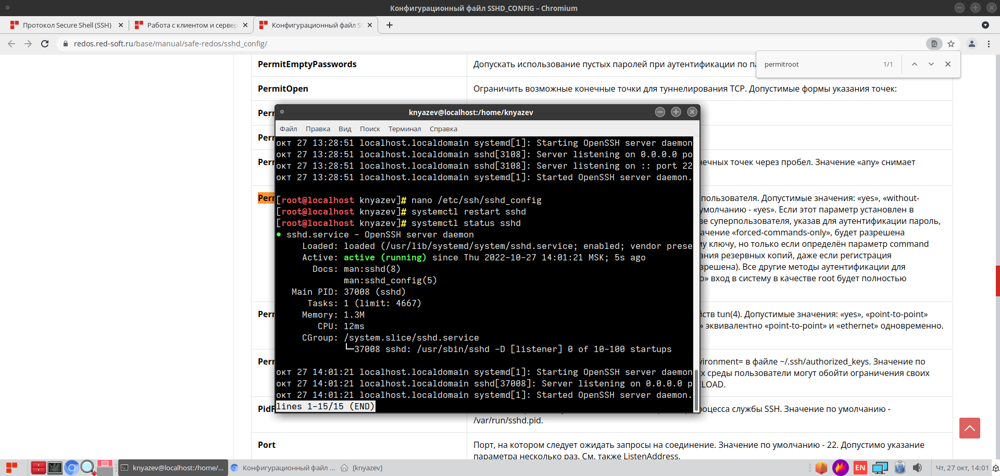 Конфигурационный файл SSHD_CONFIG – Chromium
Протокол Secure Shell (SSH)
Работа с клиентом и сервер
Конфигурационный файл SS
redos.red-soft.ru/base/manual/safe-redos/sshd_config/
permitroot
1/1
PermitEmptyPasswords
Допускать использование пустых паролей при аутентификации по па
PermitOpen
Ограничить возможные конечные точки для туннелирования TCP. Допустимые формы указания точек:
Perm
Perm
Perm
нечных точек через пробел. Значение «any» снимает
Perm
пользователя. Допустимые значения: «yes», «without-
умолчанию - «yes». Если этот параметр установлен в
ве суперпользователя, указав для аутентификации пароль,
ачение «forced-commands-only», будет разрешена
му ключу, но только если определён параметр command
ания резервных копий, даже если регистрация
зрешена). Все другие методы аутентификации для
о» вход в систему в качестве root будет полностью
Perm
йств tun(4). Допустимые значения: «yes», «point-to-point»
» эквивалентно «point-to-point» и «ethernet» одновременно.
Perm
vironment= в файле ~/.ssh/authorized_keys. Значение по
х среды пользователи могут обойти ограничения своих
LOAD.
PidF
роцесса службы SSH. Значение по умолчанию -
/var/run/sshd.pid.
Port
Порт, на котором следует ожидать запросы на соединение. Значение по умолчанию - 22. Допустимо указание
параметра несколько раз. См. также ListenAddress.
knyazev@localhost:/home/knyazev
Файл Правка Вид Поиск Терминал Справка
окт 27 13:28:51 localhost.localdomain systemd[1]: Starting OpenSSH server daemon
окт 27 13:28:51 localhost.localdomain sshd[3108]: Server listening on 0.0.0.0 po
окт 27 13:28:51 localhost.localdomain sshd[3108]: Server listening on :: port 22
окт 27 13:28:51 localhost.localdomain systemd[1]: Started OpenSSH server daemon.
[root@localhost knyazev]# nano /etc/ssh/sshd_config
[root@localhost knyazev]# systemctl restart sshd
[root@localhost knyazev]# systemctl status sshd
● sshd.service - OpenSSH server daemon
Loaded: loaded (/usr/lib/systemd/system/sshd.service; enabled; vendor prese
Active: active (running) since Thu 2022-10-27 14:01:21 MSK; 5s ago
Docs: man:sshd(8)
man:sshd_config(5)
Main PID: 37008 (sshd)
Tasks: 1 (limit: 4667)
Memory: 1.3M
CPU: 12ms
CGroup: /system.slice/sshd.service
└─37008 sshd: /usr/sbin/sshd -D [listener] 0 of 10-100 startups
окт 27 14:01:21 localhost.localdomain systemd[1]: Starting OpenSSH server daemon
окт 27 14:01:21 localhost.localdomain sshd[37008]: Server listening on 0.0.0.0 p
окт 27 14:01:21 localhost.localdomain systemd[1]: Started OpenSSH server daemon.
lines 1-15/15 (END)
knyazev@localhost:/home/...
Конфигурационный файл ...
[knyazev]
EN
Чт, 27 окт, 14:01